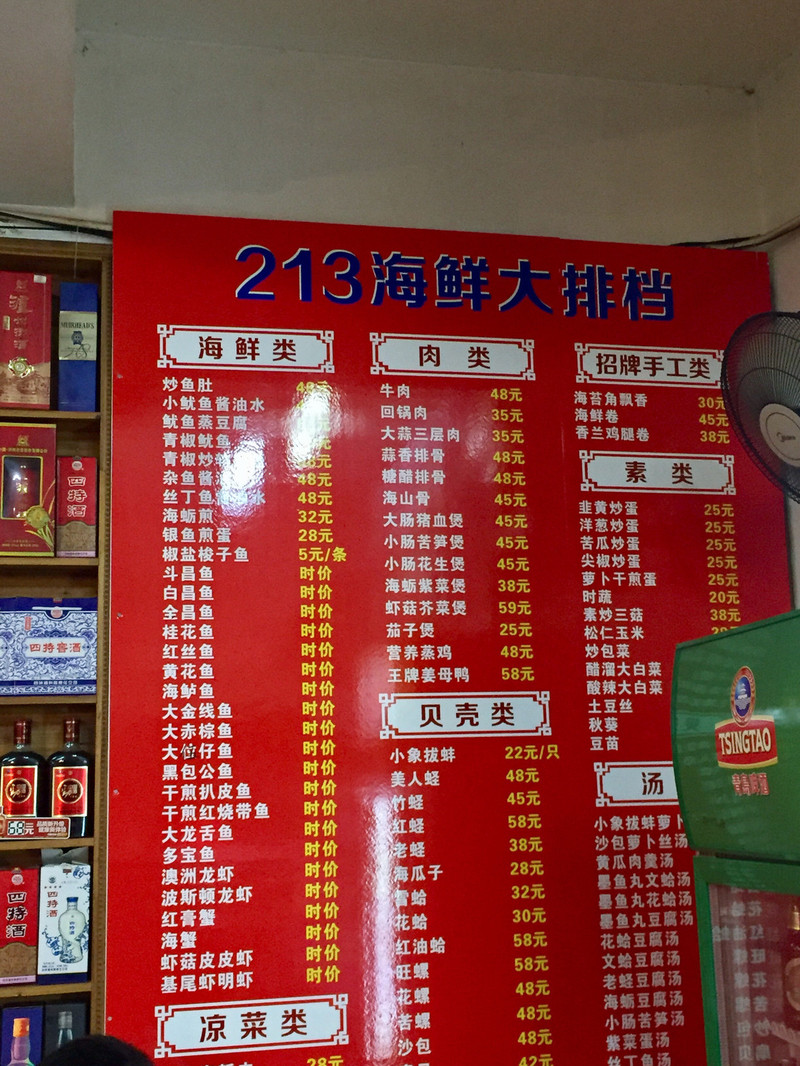 213海鲜大排档
海鲜类
炒鱼肚
小鱿鱼酱油水
鱿鱼蒸豆腐
青椒鱿鱼
青椒炒
杂鱼酱
丝丁鱼 水 48元
海蛎煎 32元
银鱼煎蛋 28元
椒盐梭子鱼 5元/条
斗昌鱼 时价
白昌鱼 时价
全昌鱼 时价
桂花鱼 时价
红丝鱼 时价
黄花鱼 时价
海鲈鱼 时价
大金线鱼 时价
大赤棕鱼 时价
大 仔鱼 时价
黑包公鱼 时价
干煎扒皮鱼 时价
干煎红烧带鱼 时价
大龙舌鱼 时价
多宝鱼 时价
澳洲龙虾 时价
波斯顿龙虾 时价
红膏蟹 时价
海蟹 时价
虾菇皮皮虾 时价
基尾虾明虾 时价
凉菜类
28元
肉类
牛肉 48元
回锅肉 35元
大蒜三层肉 35元
蒜香排骨 48元
糖醋排骨 48元
海山骨 45元
大肠猪血煲 45元
小肠苦笋煲 45元
小肠花生煲 45元
海蛎紫菜煲 38元
虾菇芥菜煲 59元
茄子煲 25元
营养蒸鸡 48元
王牌姜母鸭 58元
贝壳类
小象拔蚌 22元/只
美人蛏 48元
竹蛏 45元
红蛏 58元
老蛏 38元
海瓜子 28元
雪蛤 32元
花蛤 30元
红油蛤 58元
旺螺 58元
花螺 48元
苦螺 48元
沙包 48元
42元
招牌手工类
海苔角飘香 30元
海鲜卷 45元
香兰鸡腿卷 38元
素类
韭黄炒蛋 25元
洋葱炒蛋 25元
苦瓜炒蛋 25元
尖椒炒蛋 25元
萝卜干煎蛋 25元
时蔬 20元
素炒三菇 38元
松仁玉米
炒包菜
醋溜大白菜
酸辣大白菜
土豆丝
秋葵
豆苗
汤
小象拔蚌萝卜
沙包萝卜丝汤
黄瓜肉羹汤
墨鱼丸文蛤汤
墨鱼丸花蛤汤
墨鱼丸豆腐汤
花蛤豆腐汤
文蛤豆腐汤
老蛏豆腐汤
海蛎豆腐汤
小肠苦笋汤
紫菜蛋汤
丝丁鱼汤
TSINGTAO
青岛啤酒
四特酒
四特窖酒
四特酒